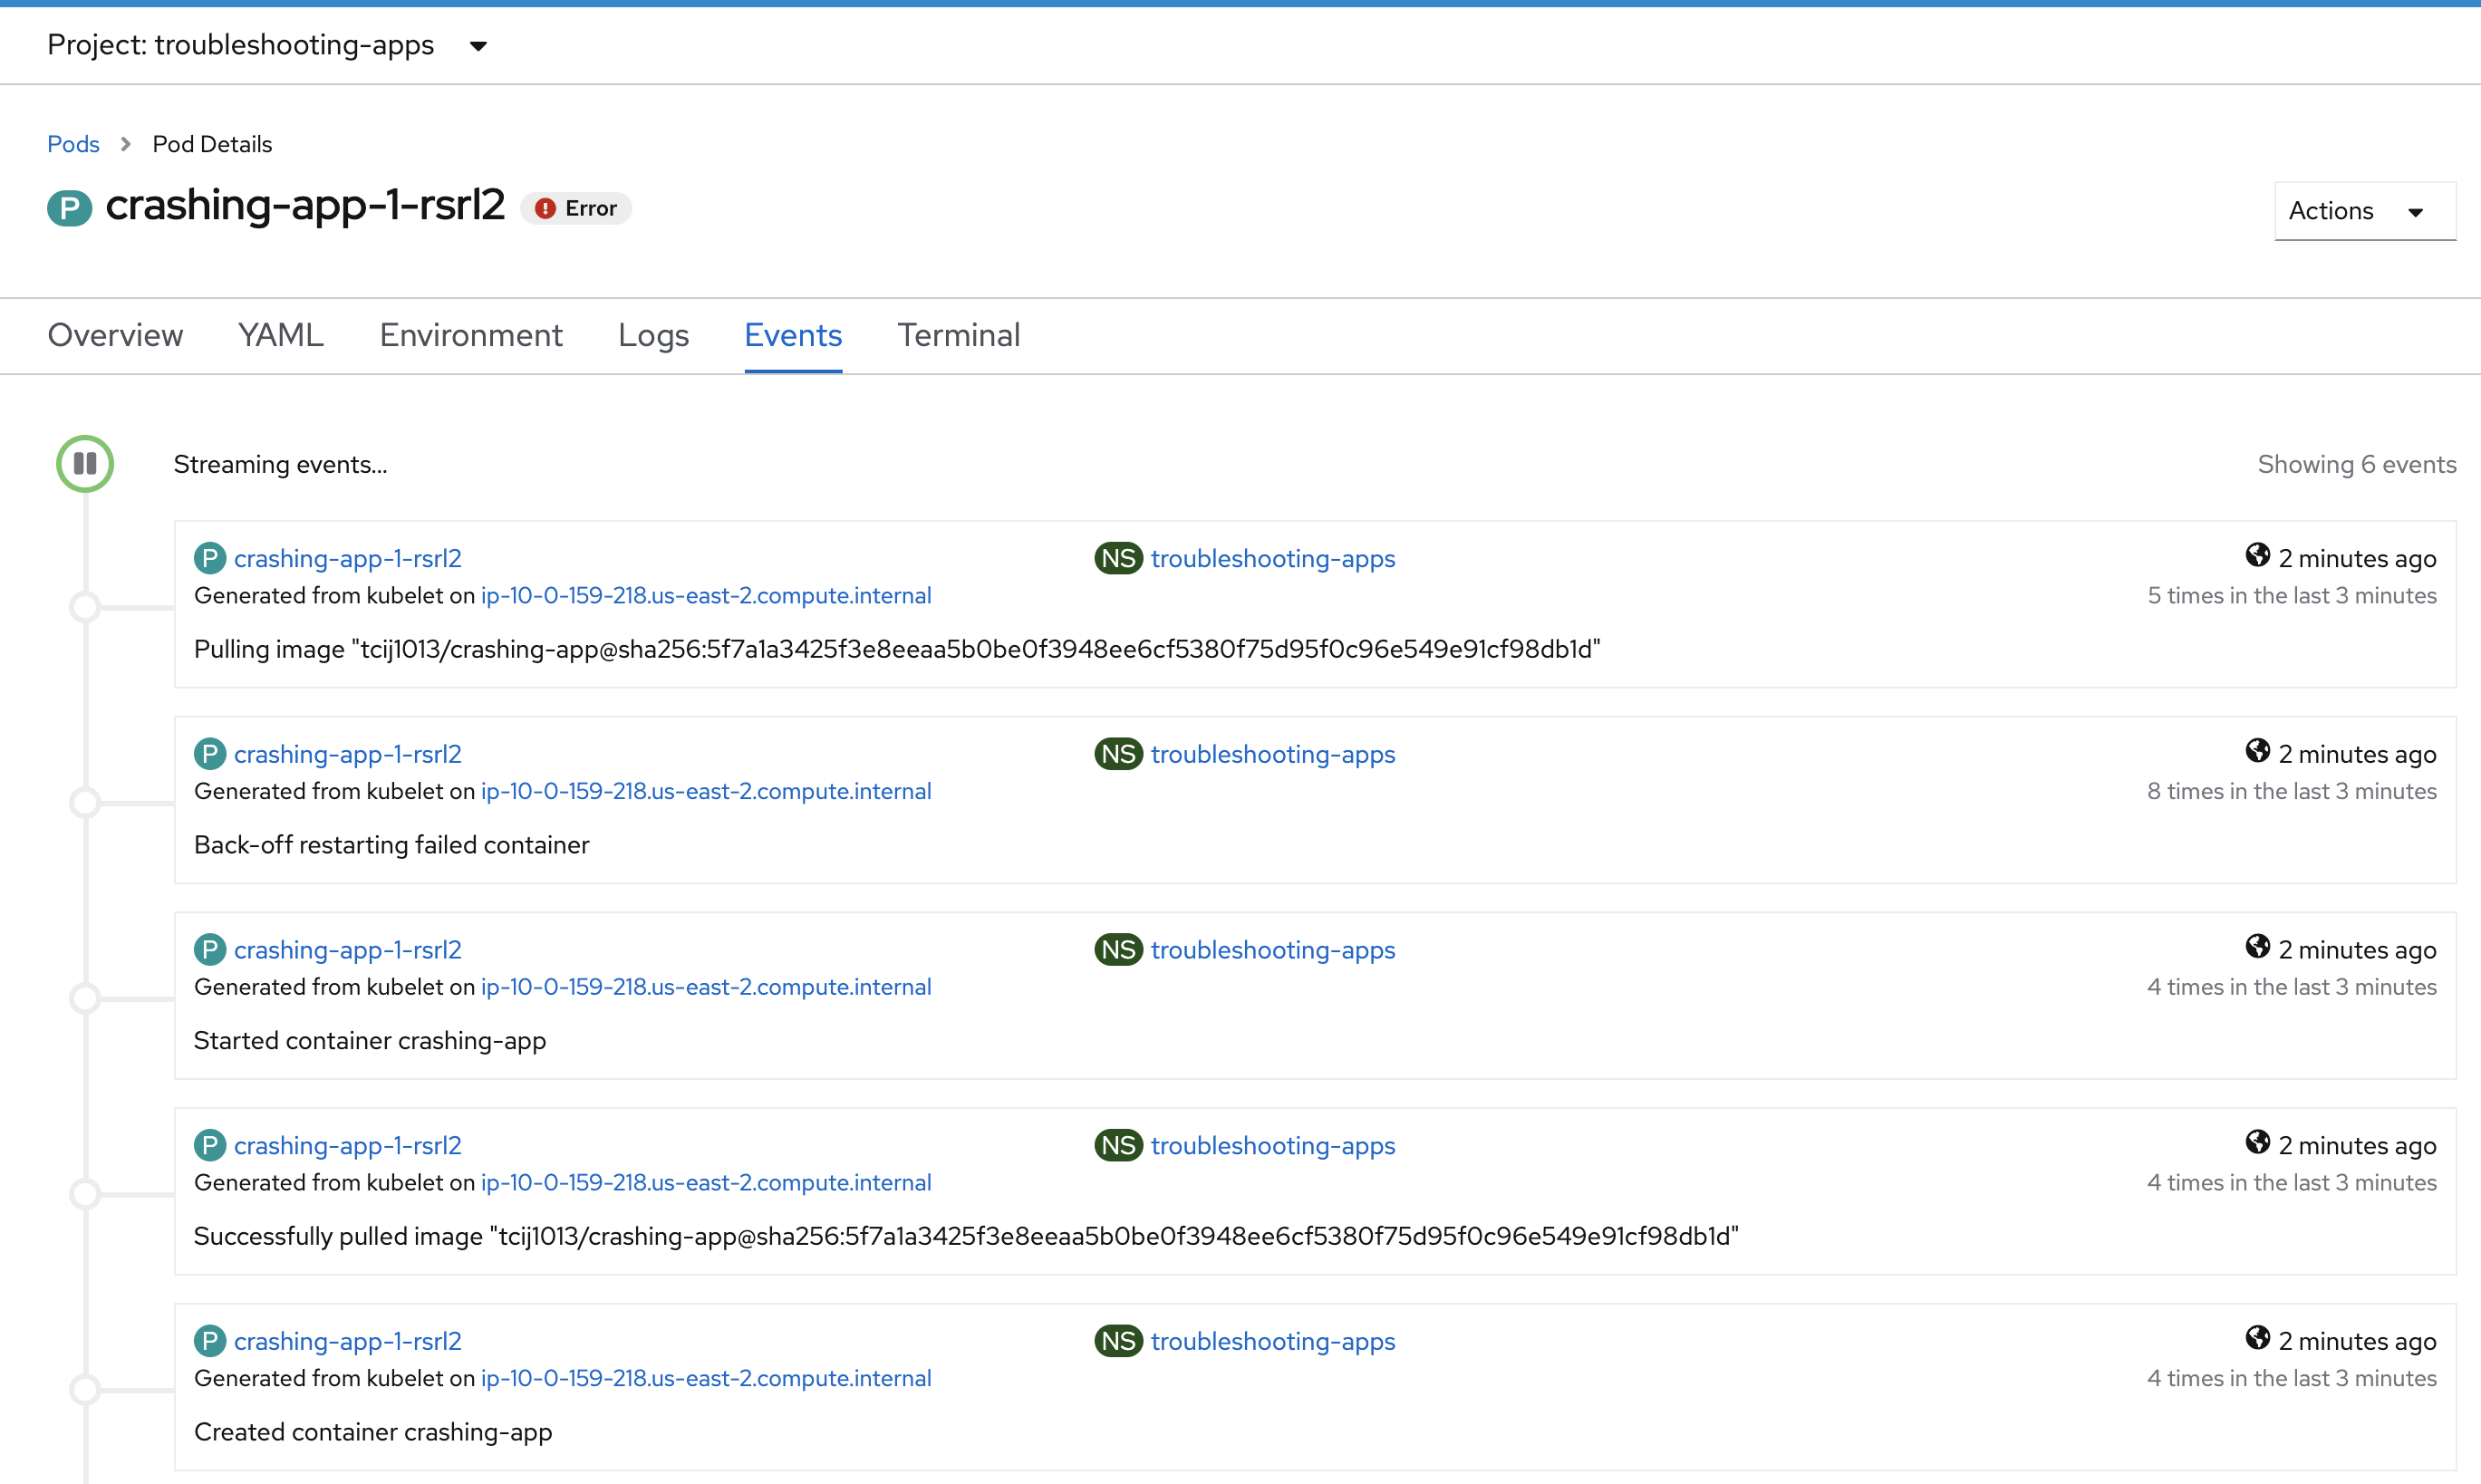 Project: troubleshooting-apps
Pods > Pod Details
P crashing-app-1-rsrl2 Error
Actions
Overview YAML Environment Logs Events Terminal
Streaming events... Showing 6 events
P crashing-app-1-rsrl2 NS troubleshooting-apps 2 minutes ago
Generated from kubelet on ip-10-0-159-218.us-east-2.compute.internal 5 times in the last 3 minutes
Pulling image "tcij1013/crashing-app@sha256:5f7a1a3425f3e8eeaa5b0be0f3948ee6cf5380f75d95f0c96e549e91cf98db1d"
P crashing-app-1-rsrl2 NS troubleshooting-apps 2 minutes ago
Generated from kubelet on ip-10-0-159-218.us-east-2.compute.internal 8 times in the last 3 minutes
Back-off restarting failed container
P crashing-app-1-rsrl2 NS troubleshooting-apps 2 minutes ago
Generated from kubelet on ip-10-0-159-218.us-east-2.compute.internal 4 times in the last 3 minutes
Started container crashing-app
P crashing-app-1-rsrl2 NS troubleshooting-apps 2 minutes ago
Generated from kubelet on ip-10-0-159-218.us-east-2.compute.internal 4 times in the last 3 minutes
Successfully pulled image "tcij1013/crashing-app@sha256:5f7a1a3425f3e8eeaa5b0be0f3948ee6cf5380f75d95f0c96e549e91cf98db1d"
P crashing-app-1-rsrl2 NS troubleshooting-apps 2 minutes ago
Generated from kubelet on ip-10-0-159-218.us-east-2.compute.internal 4 times in the last 3 minutes
Created container crashing-app